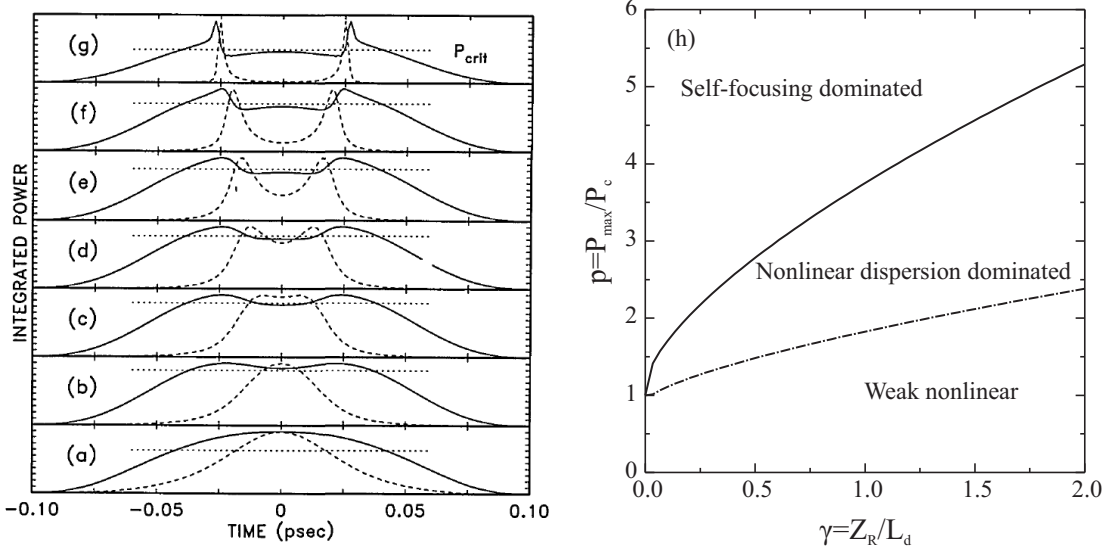 (g)
P_crit
(f)
(e)
(d)
(c)
(b)
(a)
INTEGRATED POWER
-0.10
-0.05
0
0.05
0.10
TIME (psec)
(h)
Self-focusing dominated
Nonlinear dispersion dominated
Weak nonlinear
6
5
4
3
2
1
0
p=P_max/P_c
0.0
0.5
1.0
1.5
2.0
γ=Z_R/L_d